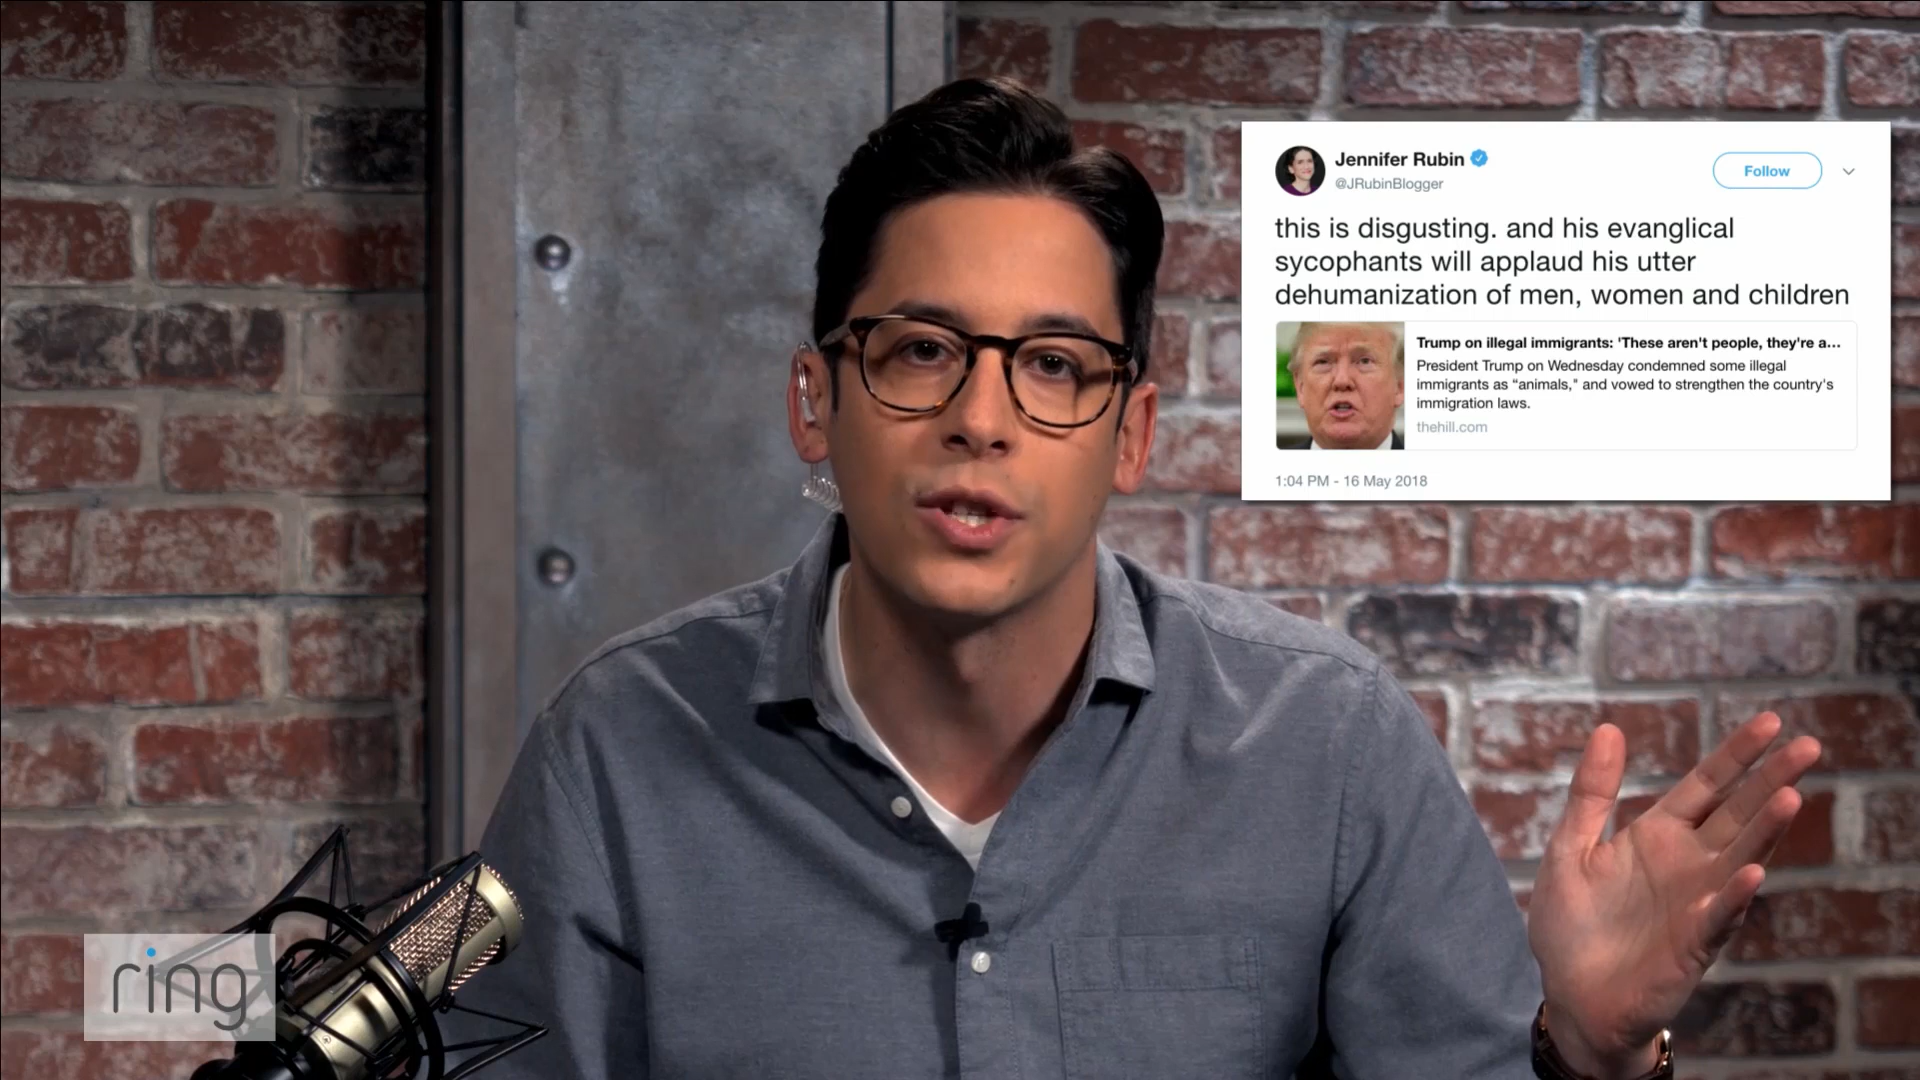 Jennifer Rubin
@JRubinBlogger
Follow
this is disgusting. and his evanglical
sycophants will applaud his utter
dehumanization of men, women and children
Trump on illegal immigrants: 'These aren't people, they're a...
President Trump on Wednesday condemned some illegal
immigrants as “animals," and vowed to strengthen the country's
immigration laws.
thehill.com
1:04 PM - 16 May 2018
ring